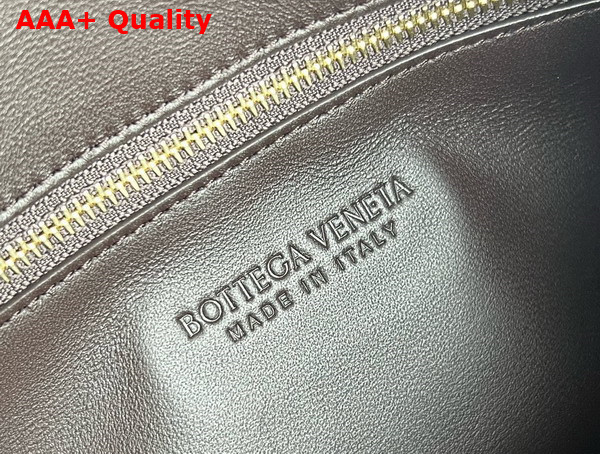 AAA+ Quality
BOTTEGA VENETA
MADE IN ITALY